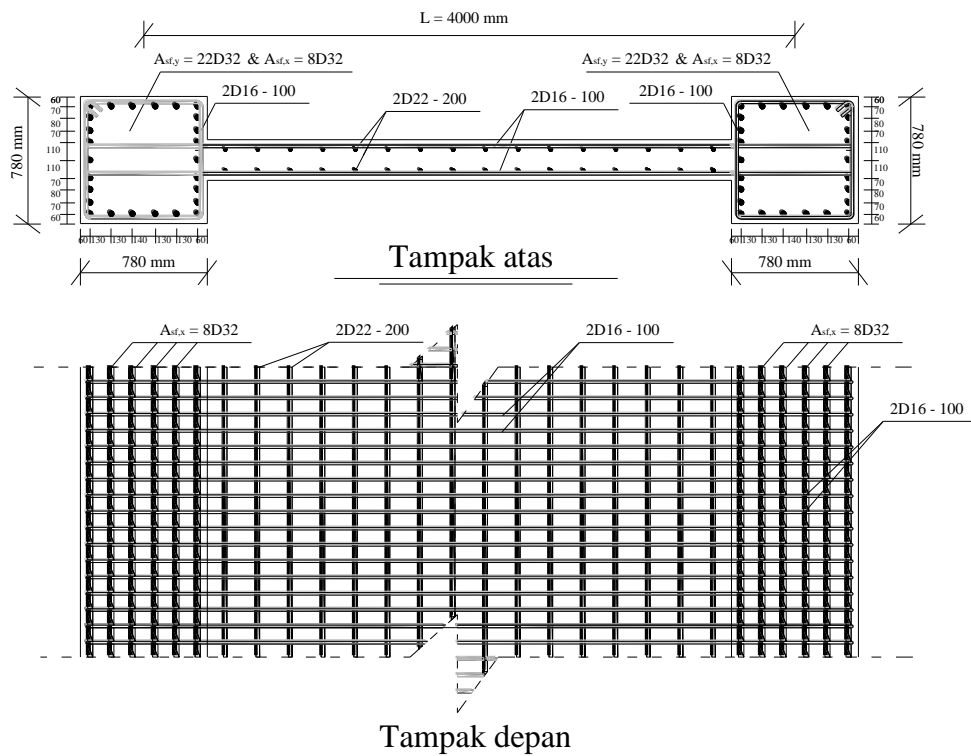 L = 4000 mm
Asf,y = 22D32 & Asf,x = 8D32
Asf,y = 22D32 & Asf,x = 8D32
2D16 - 100
2D22 - 200
2D16 - 100
2D16 - 100
780 mm
60
70
80
70
110
110
70
80
70
60
60
70
80
70
110
110
70
80
70
60
780 mm
60 130 130 140 130 130 60
60 130 130 140 130 130 60
780 mm
Tampak atas
780 mm
Asf,x = 8D32
2D22 - 200
2D16 - 100
Asf,x = 8D32
2D16 - 100
Tampak depan